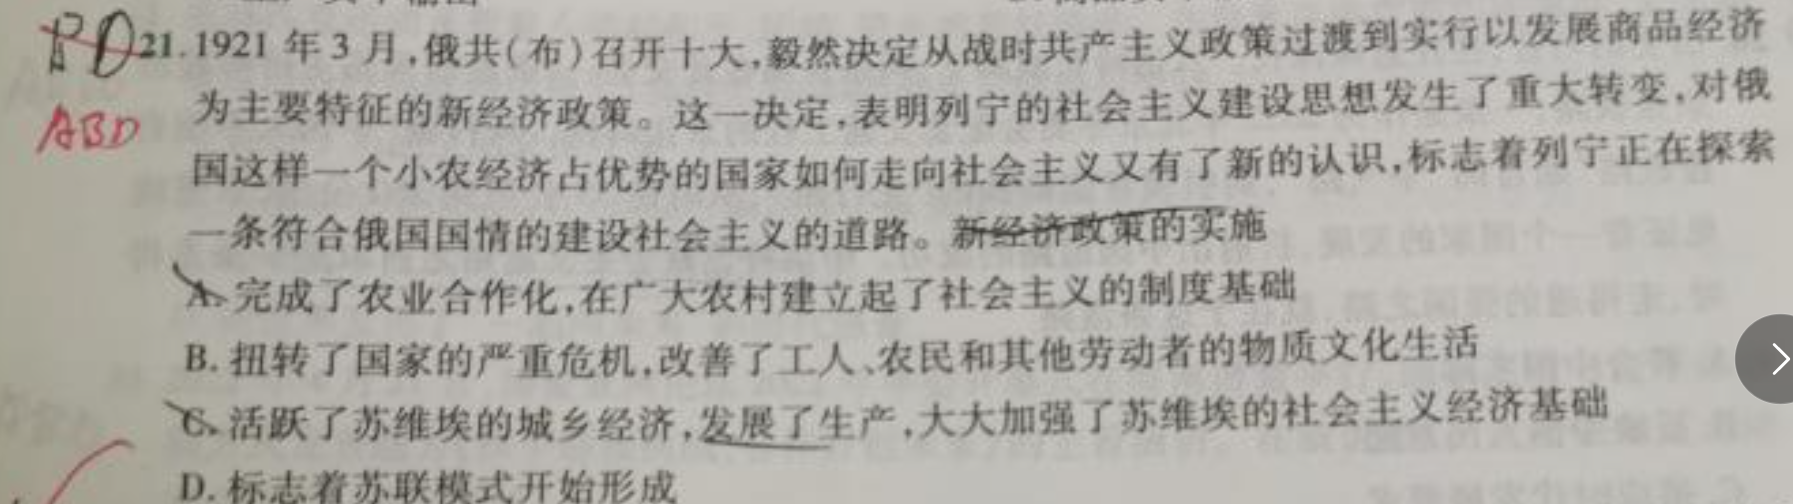 BD
21.1921年3月,俄共(布)召开十大,毅然决定从战时共产主义政策过渡到实行以发展商品经济
ABD
为主要特征的新经济政策。这一决定,表明列宁的社会主义建设思想发生了重大转变,对俄
国这样一个小农经济占优势的国家如何走向社会主义又有了新的认识,标志着列宁正在探索
一条符合俄国国情的建设社会主义的道路。新经济政策的实施
A.完成了农业合作化,在广大农村建立起了社会主义的制度基础
B.扭转了国家的严重危机,改善了工人、农民和其他劳动者的物质文化生活
C.活跃了苏维埃的城乡经济,发展了生产,大大加强了苏维埃的社会主义经济基础
D.标志着苏联模式开始形成